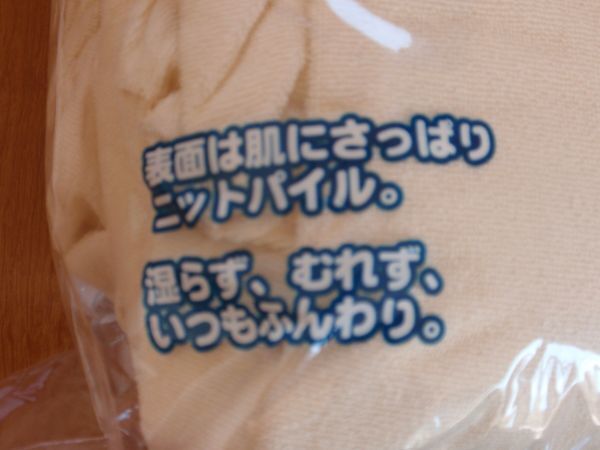 表面は肌にさっぱり
ニットパイル。
湿らず、むれず、
いつもふんわり。